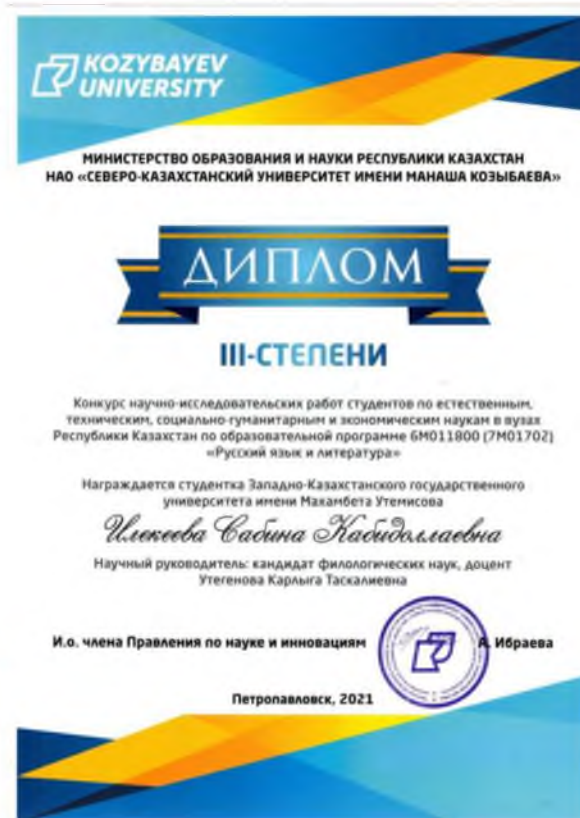 KOZYBAYEV
UNIVERSITY
МИНИСТЕРСТВО ОБРАЗОВАНИЯ И НАУКИ РЕСПУБЛИКИ КАЗАХСТАН
НАО «СЕВЕРО-КАЗАХСТАНСКИЙ УНИВЕРСИТЕТ ИМЕНИ МАНАША КОЗЫБАЕВА»
ДИПЛОМ
III-СТЕПЕНИ
Конкурс научно-исследовательских работ студентов по естественным,
техническим, социально-гуманитарным и экономическим наукам в вузах
Республики Казахстан по образовательной программе 6М011800 (7М01702)
«Русский язык и литература»
Награждается студентка Западно-Казахстанского государственного
университета имени Махамбета Утемисова
Илекеева Сабина Кабидоллаевна
Научный руководитель: кандидат филологических наук, доцент
Утегенова Карлыга Таскалиевна
И.о. члена Правления по науке и инновациям А. Ибраева
Петропавловск, 2021